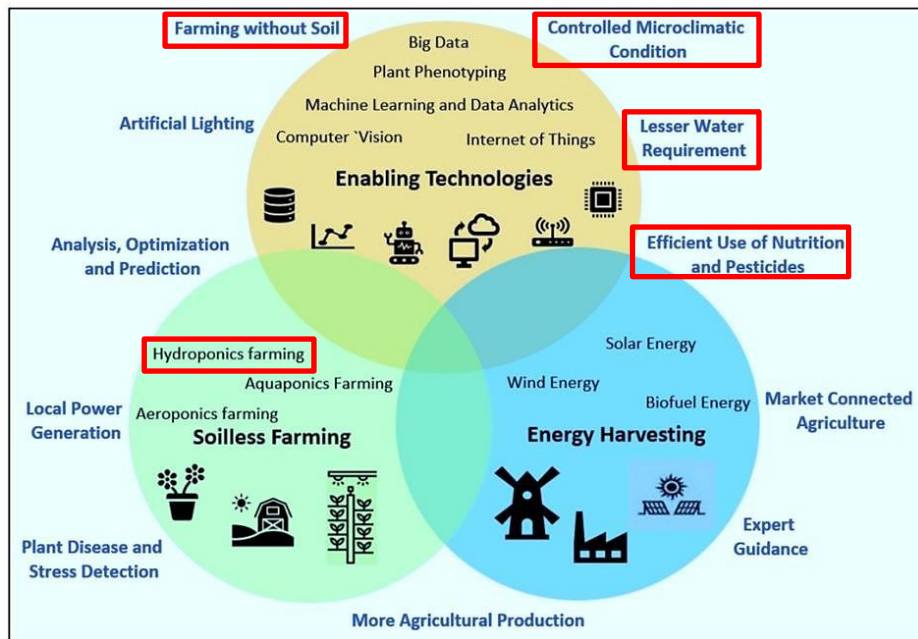 Farming without Soil
Controlled Microclimatic
Condition
Big Data
Plant Phenotyping
Machine Learning and Data Analytics
Artificial Lighting
Computer `Vision
Internet of Things
Lesser Water
Requirement
Enabling Technologies
Analysis, Optimization
and Prediction
Efficient Use of Nutrition
and Pesticides
Hydroponics farming
Aquaponics Farming
Aeroponics farming
Soilless Farming
Solar Energy
Wind Energy
Biofuel Energy
Energy Harvesting
Local Power
Generation
Market Connected
Agriculture
Plant Disease and
Stress Detection
Expert
Guidance
More Agricultural Production